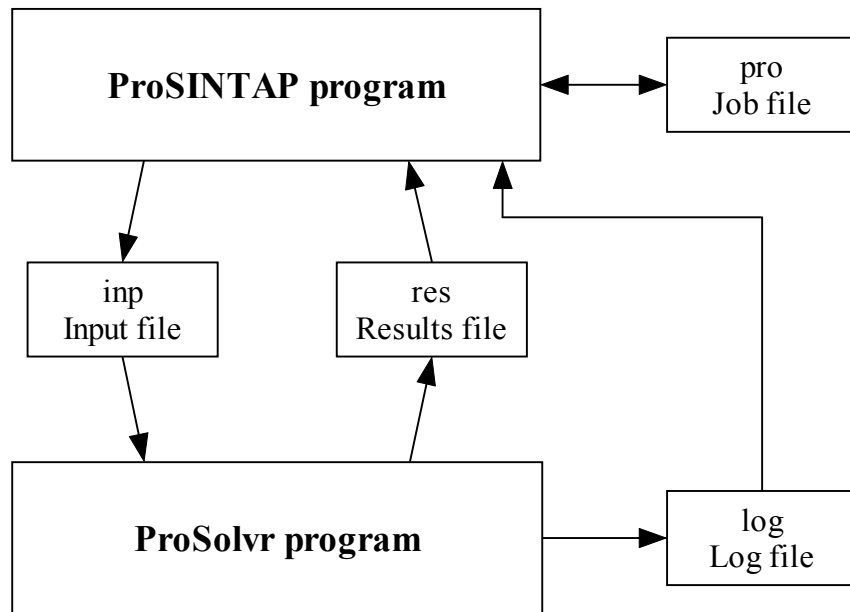 ProSINTAP program
pro
Job file
inp
Input file
res
Results file
ProSolvr program
log
Log file